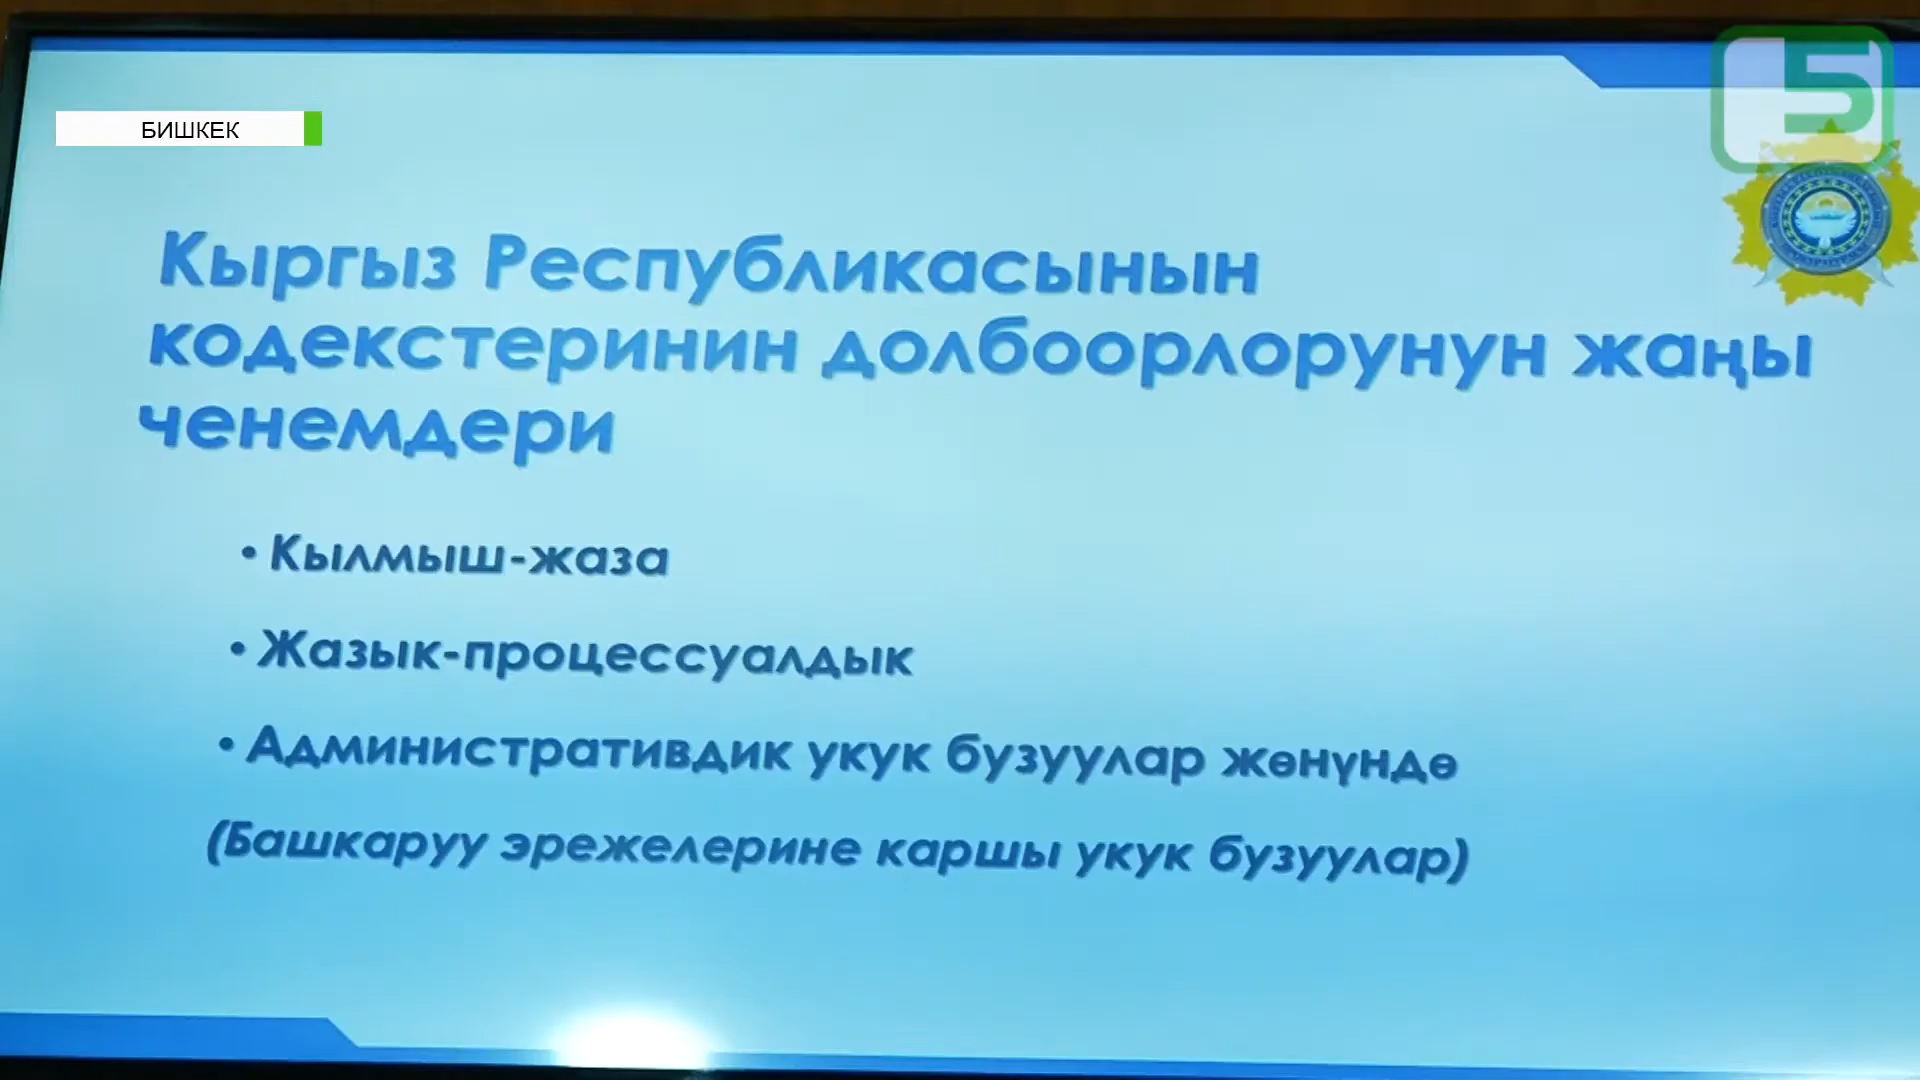 БИШКЕК
5
Кыргыз Республикасынын
кодекстеринин долбоорлорунун жаңы
ченемдери
• Кылмыш-жаза
• Жазык-процессуалдык
• Административдик укук бузуулар жөнүндө
(Башкаруу эрежелерине каршы укук бузуулар)